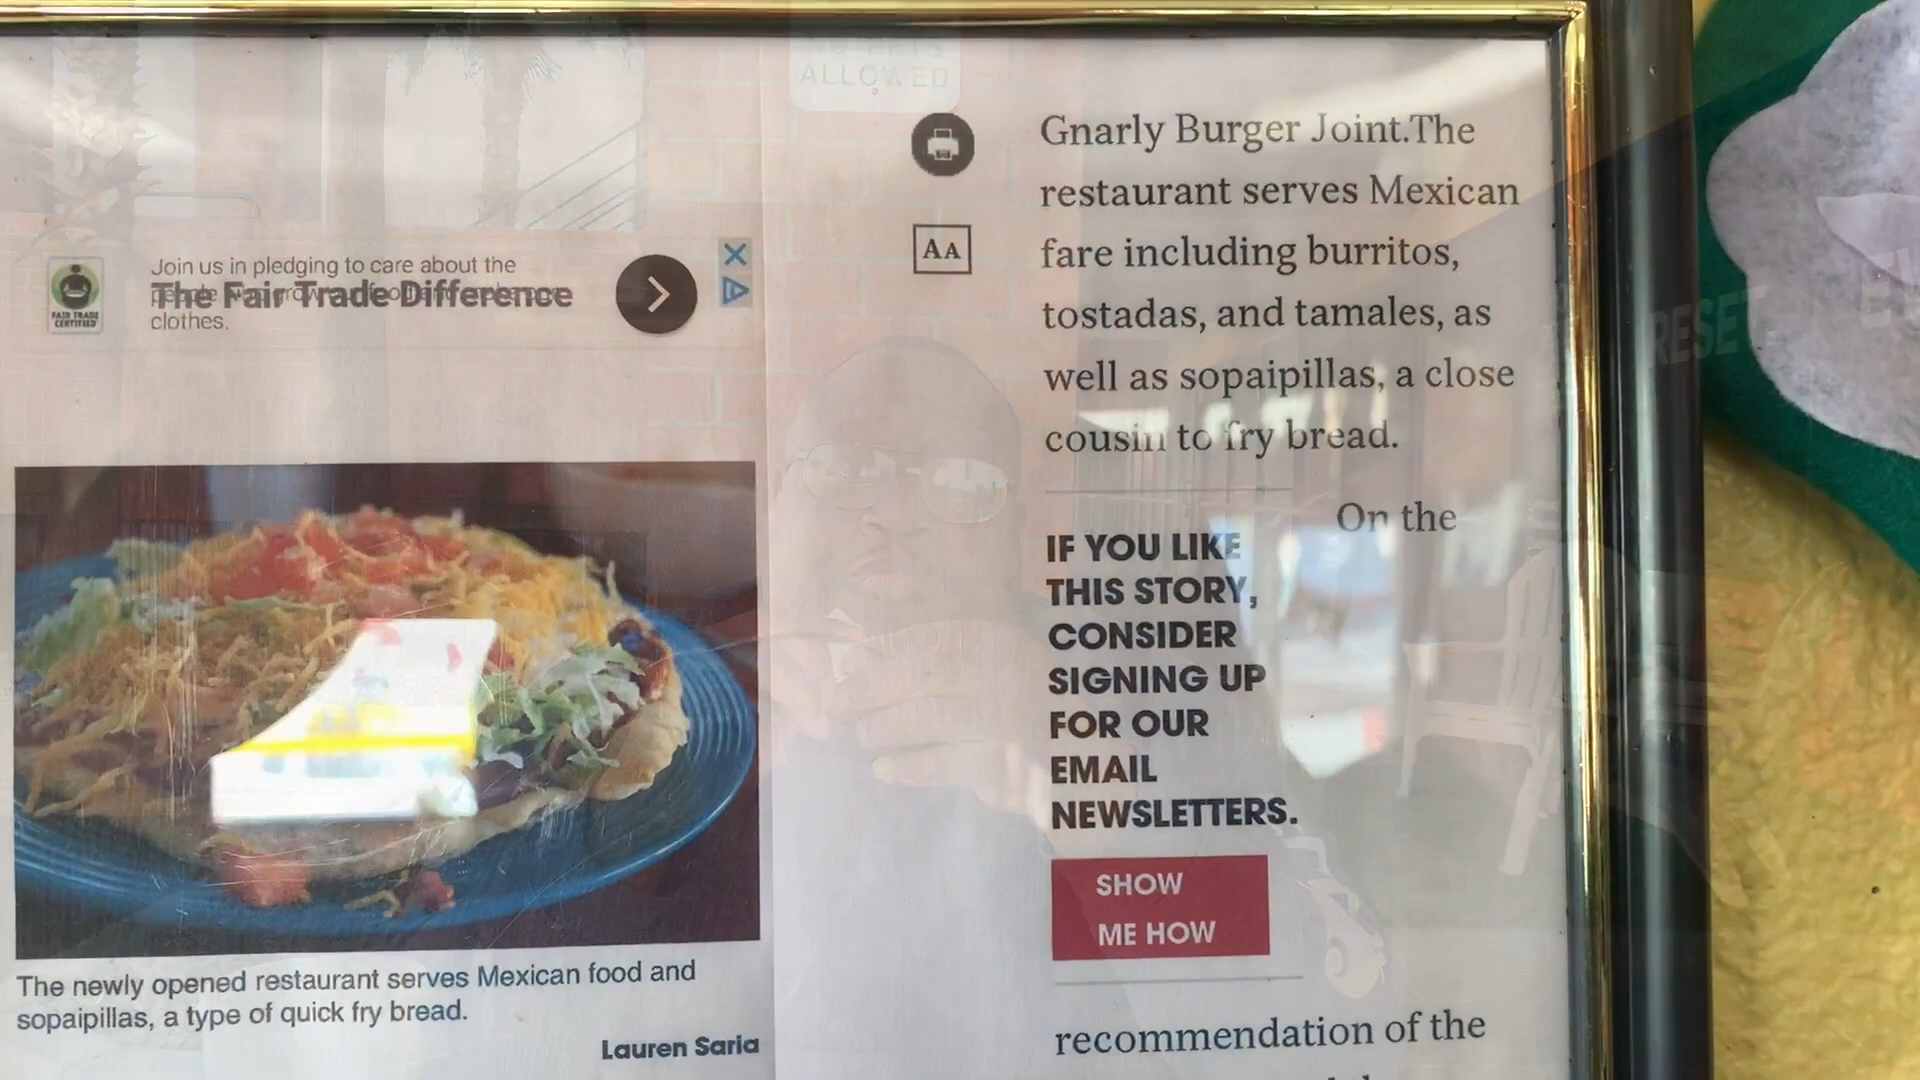 ALLOWED
Join us in pledging to care about the
The Fair Trade Difference
clothes.
FAIR TRADE
CERTIFIED
The newly opened restaurant serves Mexican food and
sopaipillas, a type of quick fry bread.
Lauren Saria
AA
Gnarly Burger Joint.The
restaurant serves Mexican
fare including burritos,
tostadas, and tamales, as
well as sopaipillas, a close
cousin to fry bread.
On the
IF YOU LIKE
THIS STORY,
CONSIDER
SIGNING UP
FOR OUR
EMAIL
NEWSLETTERS.
SHOW
ME HOW
recommendation of the
RESET